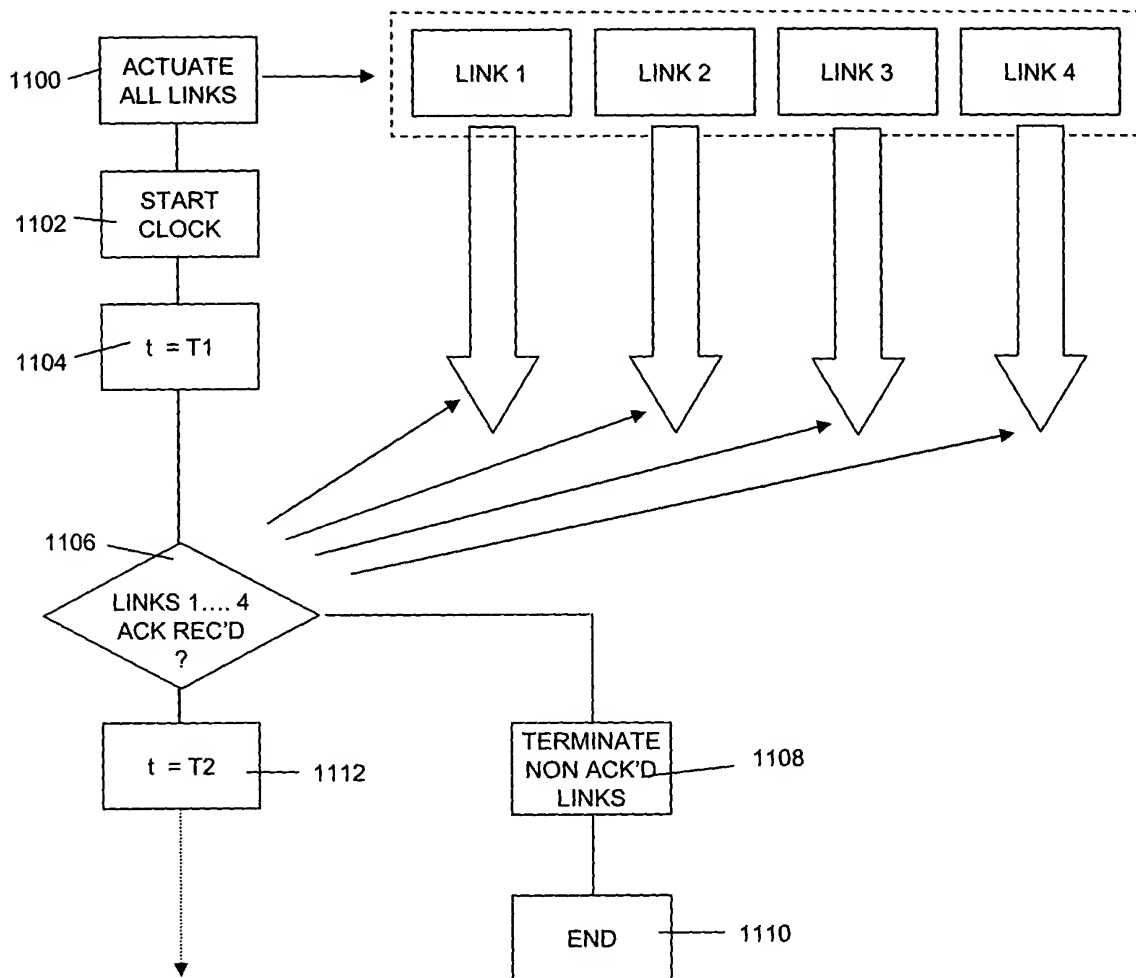 1100
ACTUATE
ALL LINKS
LINK 1
LINK 2
LINK 3
LINK 4
1102
START
CLOCK
1104
t = T1
1106
LINKS 1.... 4
ACK REC'D
?
t = T2
1112
TERMINATE
NON ACK'D
LINKS
1108
END
1110